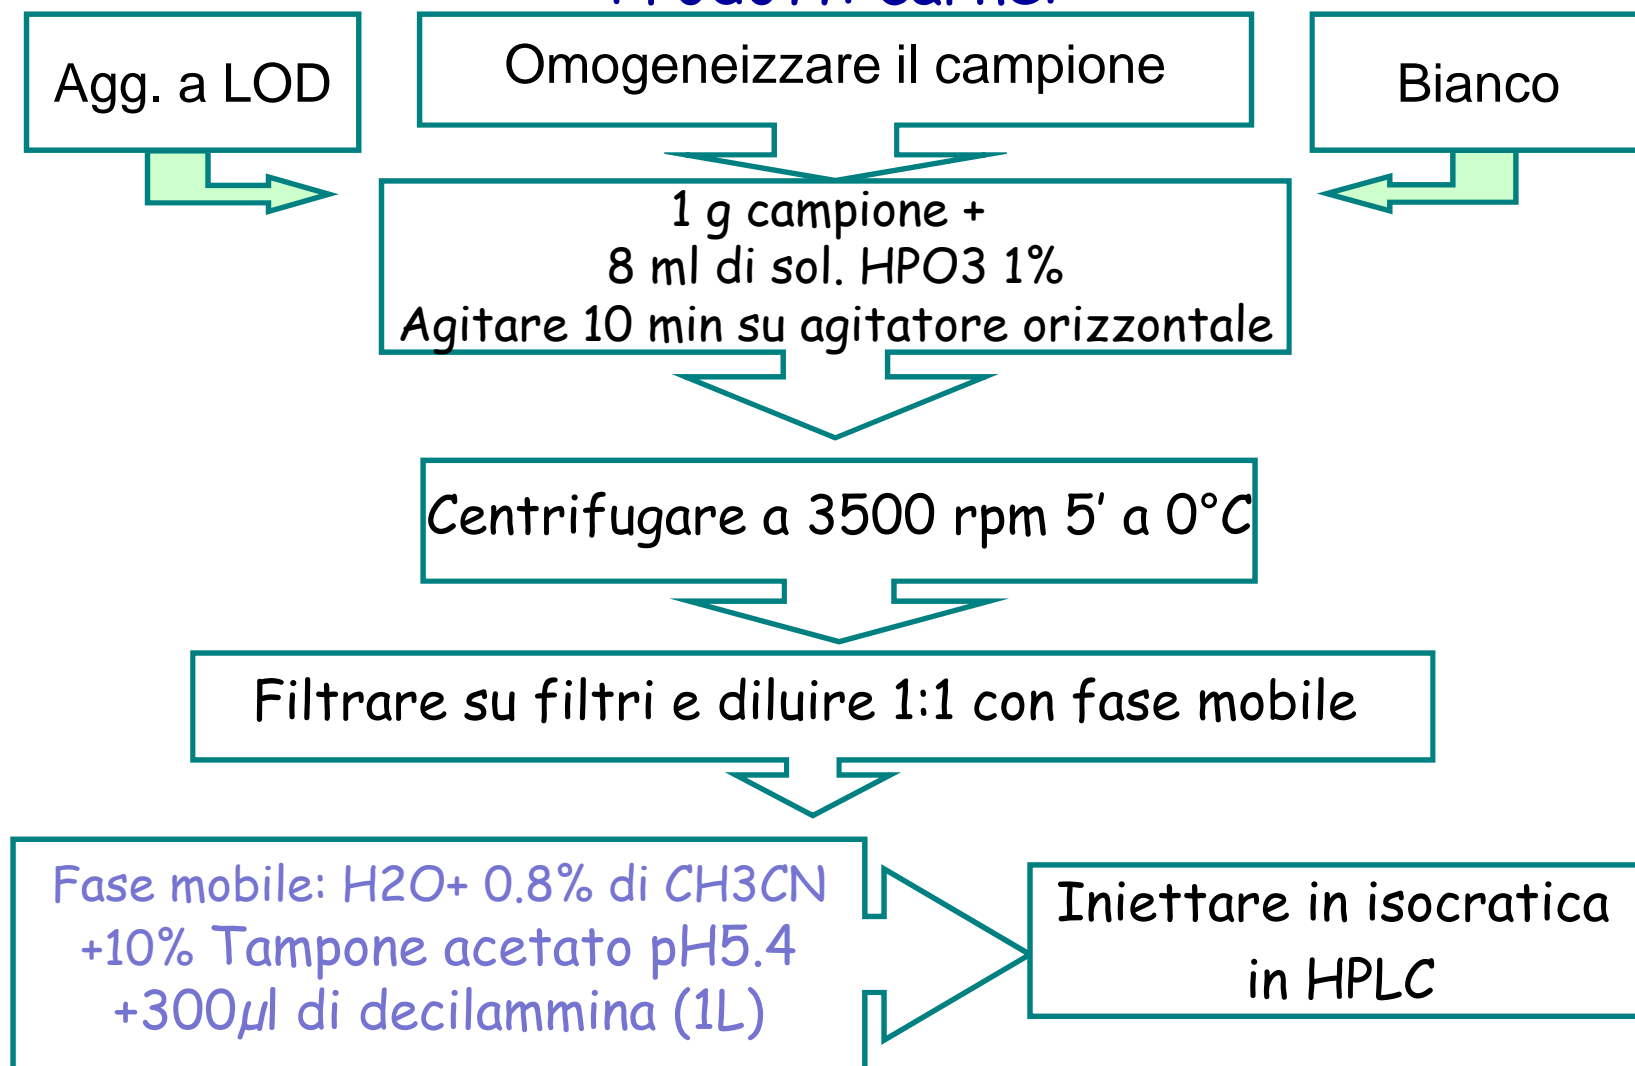 Agg. a LOD
Omogeneizzare il campione
Bianco
1 g campione +
8 ml di sol. HPO3 1%
Agitare 10 min su agitatore orizzontale
Centrifugare a 3500 rpm 5' a 0°C
Filtrare su filtri e diluire 1:1 con fase mobile
Fase mobile: H2O+ 0.8% di CH3CN
+10% Tampone acetato pH5.4
+300µl di decilammina (1L)
Iniettare in isocratica
in HPLC